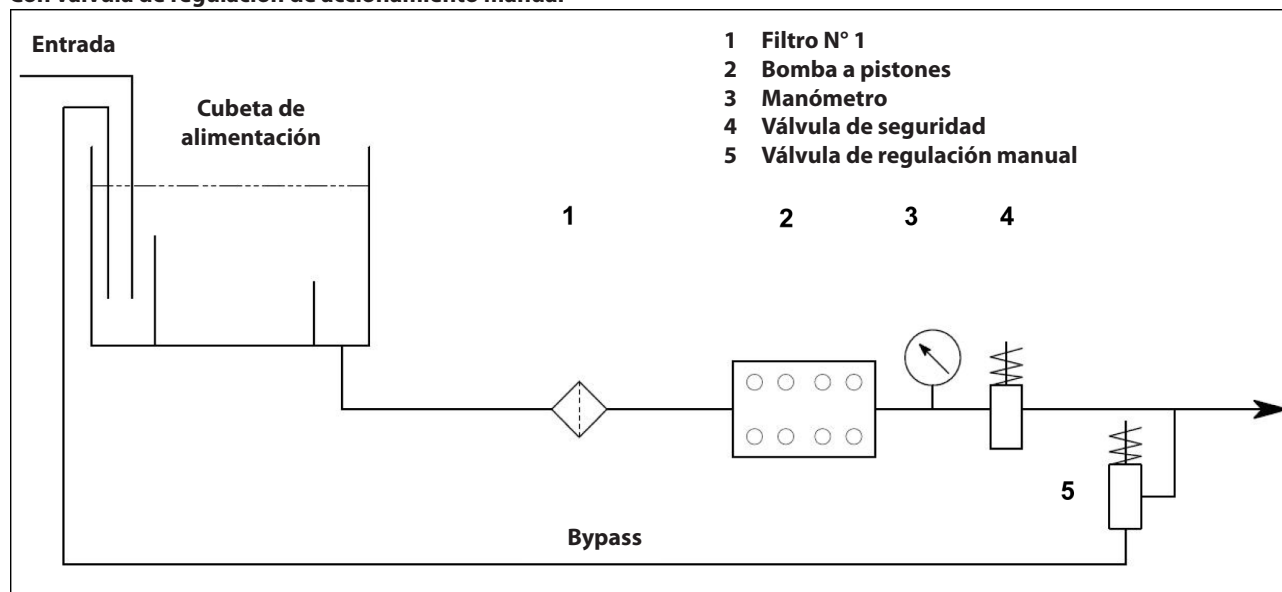 Con válvula de regulación de accionamiento manual
Entrada
Cubeta de
alimentación
1 Filtro N° 1
2 Bomba a pistones
3 Manómetro
4 Válvula de seguridad
5 Válvula de regulación manual
1
2
3
4
5
Bypass